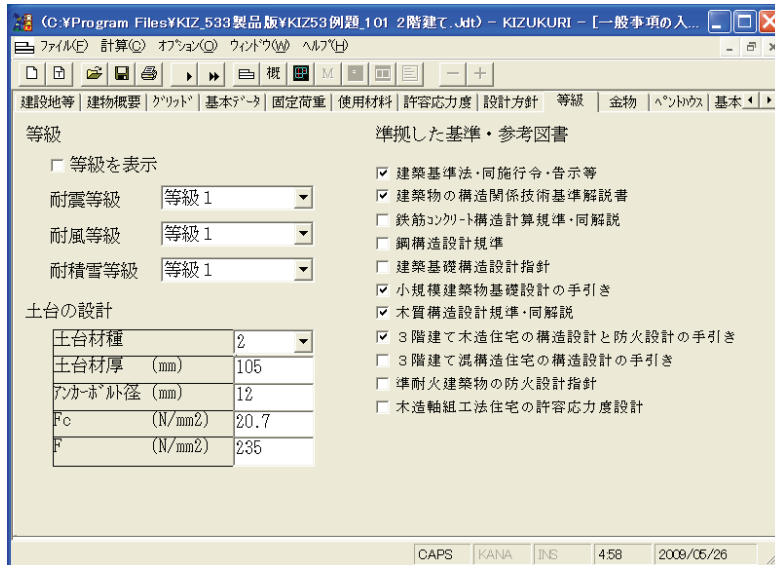 (C:¥Program Files¥KIZ_533製品版¥KIZ53例題_101 2階建て.Jdt) - KIZUKURI - [一般事項の入...
ファイル(F) 計算(C) オプション(O) ウィンドウ(W) ヘルプ(H)
概 M
建設地等 建物概要 グリッド 基本データ 固定荷重 使用材料 許容応力度 設計方針 等級 金物 ペントハウス 基本
等級
等級を表示
耐震等級 等級1
耐風等級 等級1
耐積雪等級 等級1
土台の設計
土台材種 2
土台材厚 (mm) 105
アンカーボルト径 (mm) 12
Fc (N/mm2) 20.7
F (N/mm2) 235
準拠した基準・参考図書
建築基準法・同施行令・告示等
建築物の構造関係技術基準解説書
鉄筋コンクリート構造計算規準・同解説
鋼構造設計規準
建築基礎構造設計指針
小規模建築物基礎設計の手引き
木質構造設計規準・同解説
3階建て木造住宅の構造設計と防火設計の手引き
3階建て混構造住宅の構造設計の手引き
準耐火建築物の防火設計指針
木造軸組工法住宅の許容応力度設計
CAPS KANA INS 4:58 2009/05/26